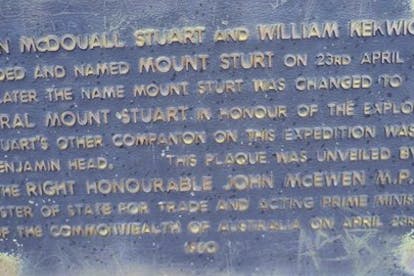 N MCDOUALL STUART AND WILLIAM KEKWIC
DED AND NAMED MOUNT STURT ON 23RD APRIL
LATER THE NAME MOUNT STURT WAS CHANGED TO
RAL MOUNT STUART IN HONOUR OF THE EXPLO
UART'S OTHER COMPANION ON THIS EXPEDITION WA
ENJAMIN HEAD. THIS PLAQUE WAS UNVEILED BY
THE RIGHT HONOURABLE JOHN MCEWEN M.P.
STER OF STATE FOR TRADE AND ACTING PRIME MINIS
OF THE COMMONWEALTH OF AUSTRALIA ON APRIL 23R
1960